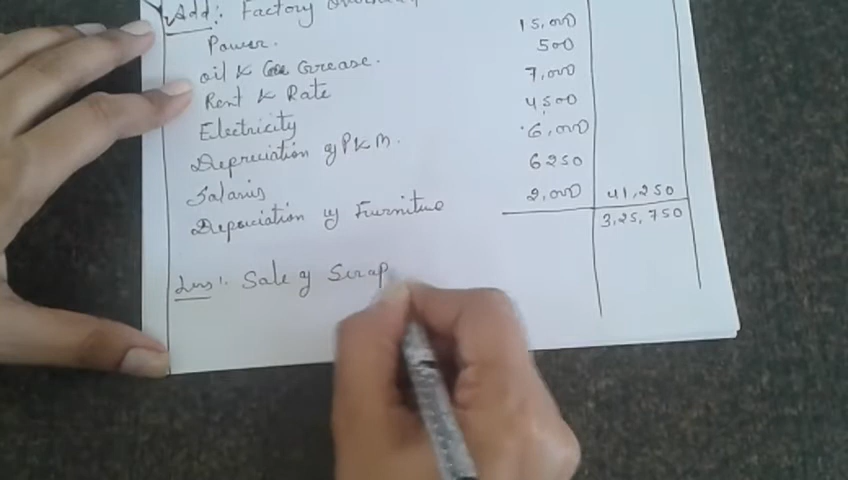 Add: Factory Overhead
Power. 15,000
oil & Grease. 500
Rent & Rate 7,000
Electricity 4,500
Depreciation of P & M. 6,000
Salaries 6250
Depreciation of Furniture 2,000 41,250
3,25,750
Less: Sale of Scrap